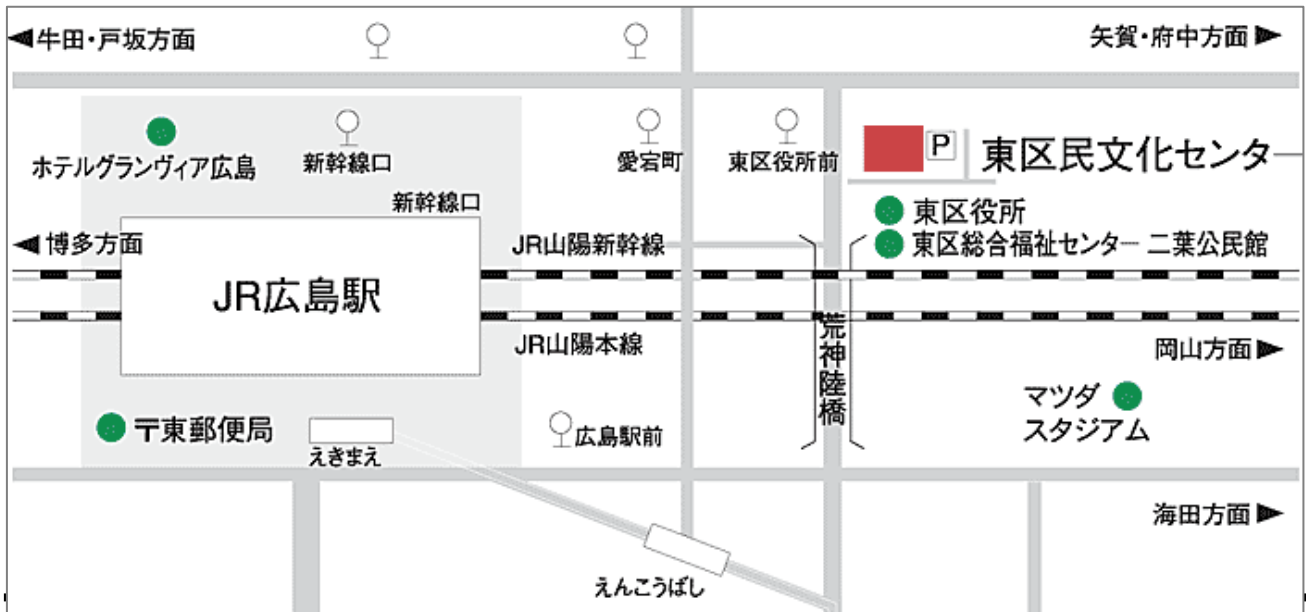 ◀牛田・戸坂方面
矢賀・府中方面▶
ホテルグランヴィア広島
新幹線口
愛宕町
東区役所前
P
東区民文化センター
新幹線口
東区役所
◀博多方面
JR山陽新幹線
東区総合福祉センター 二葉公民館
JR広島駅
JR山陽本線
荒神陸橋
岡山方面▶
マツダ
スタジアム
〒東郵便局
広島駅前
えきまえ
海田方面▶
えんこうばし